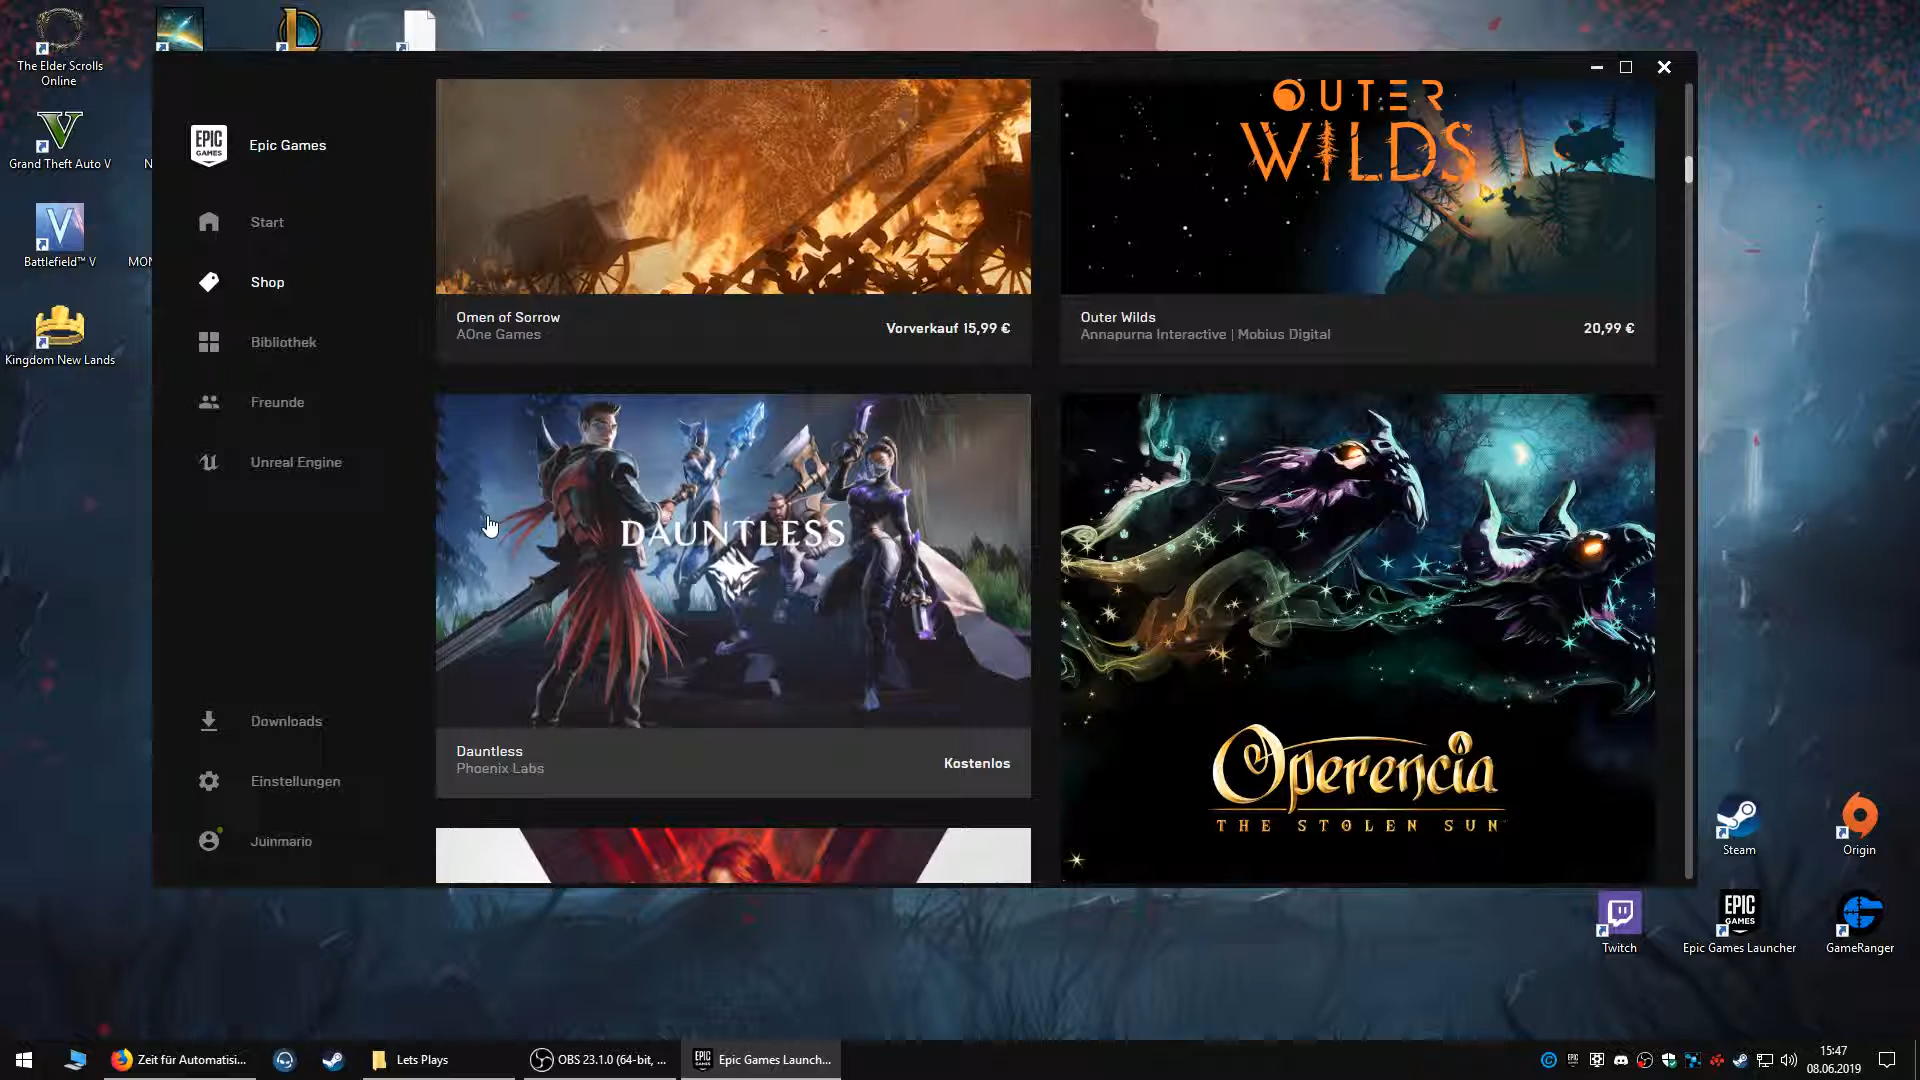 The Elder Scrolls
Online
Grand Theft Auto V
N
Battlefield™ V
MON
Kingdom New Lands
EPIC
GAMES
Epic Games
Start
Shop
Bibliothek
Freunde
Unreal Engine
Downloads
Einstellungen
Juinmario
Omen of Sorrow
AOne Games
Vorverkauf 15,99 €
OUTER
WILDS
Outer Wilds
Annapurna Interactive | Mobius Digital
20,99 €
DAUNTLESS
Dauntless
Phoenix Labs
Kostenlos
Operencia
THE STOLEN SUN
Steam
Origin
Twitch
EPIC
GAMES
Epic Games Launcher
GameRanger
Zeit für Automatisi...
Lets Plays
OBS 23.1.0 (64-bit, ...
Epic Games Launch...
15:47
08.06.2019